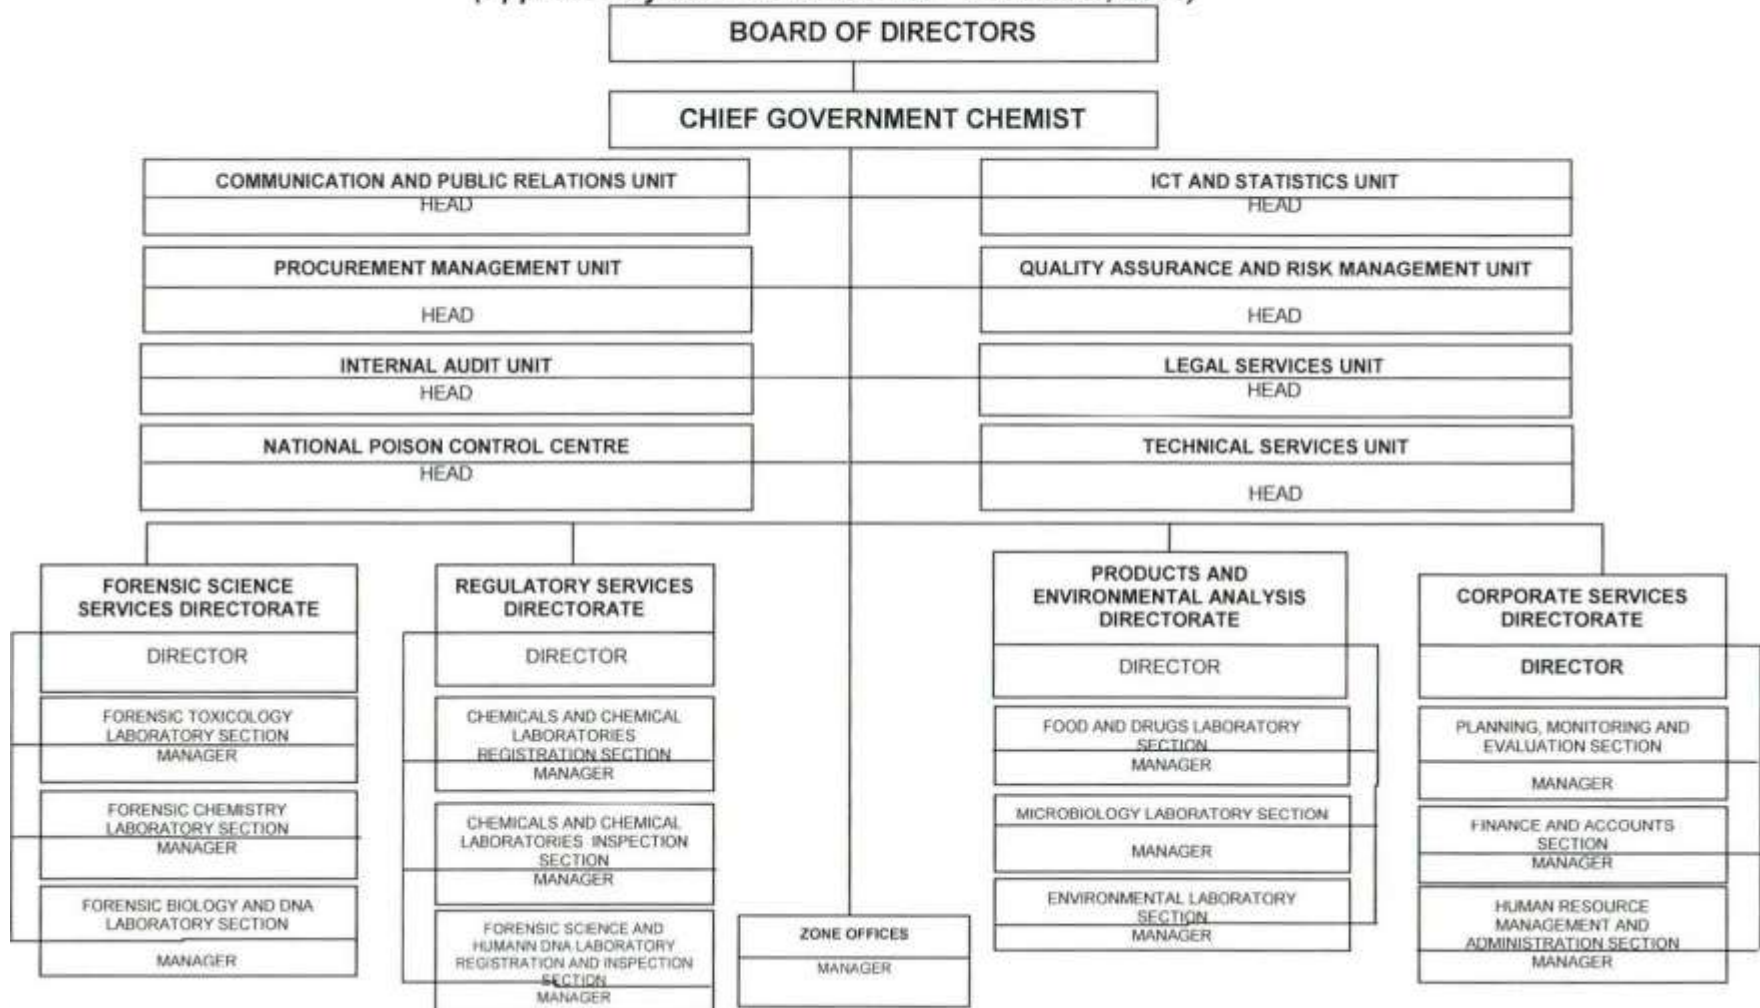 BOARD OF DIRECTORS
CHIEF GOVERNMENT CHEMIST
COMMUNICATION AND PUBLIC RELATIONS UNIT
HEAD
ICT AND STATISTICS UNIT
HEAD
PROCUREMENT MANAGEMENT UNIT
HEAD
QUALITY ASSURANCE AND RISK MANAGEMENT UNIT
HEAD
INTERNAL AUDIT UNIT
HEAD
LEGAL SERVICES UNIT
HEAD
NATIONAL POISON CONTROL CENTRE
HEAD
TECHNICAL SERVICES UNIT
HEAD
FORENSIC SCIENCE
SERVICES DIRECTORATE
DIRECTOR
FORENSIC TOXICOLOGY
LABORATORY SECTION
MANAGER
FORENSIC CHEMISTRY
LABORATORY SECTION
MANAGER
FORENSIC BIOLOGY AND DNA
LABORATORY SECTION
MANAGER
REGULATORY SERVICES
DIRECTORATE
DIRECTOR
CHEMICALS AND CHEMICAL
LABORATORIES
REGISTRATION SECTION
MANAGER
CHEMICALS AND CHEMICAL
LABORATORIES INSPECTION
SECTION
MANAGER
FORENSIC SCIENCE AND
HUMANN DNA LABORATORY
REGISTRATION AND INSPECTION
SECTION
MANAGER
ZONE OFFICES
MANAGER
PRODUCTS AND
ENVIRONMENTAL ANALYSIS
DIRECTORATE
DIRECTOR
FOOD AND DRUGS LABORATORY
SECTION
MANAGER
MICROBIOLOGY LABORATORY SECTION
MANAGER
ENVIRONMENTAL LABORATORY
SECTION
MANAGER
CORPORATE SERVICES
DIRECTORATE
DIRECTOR
PLANNING, MONITORING AND
EVALUATION SECTION
MANAGER
FINANCE AND ACCOUNTS
SECTION
MANAGER
HUMAN RESOURCE
MANAGEMENT AND
ADMINISTRATION SECTION
MANAGER